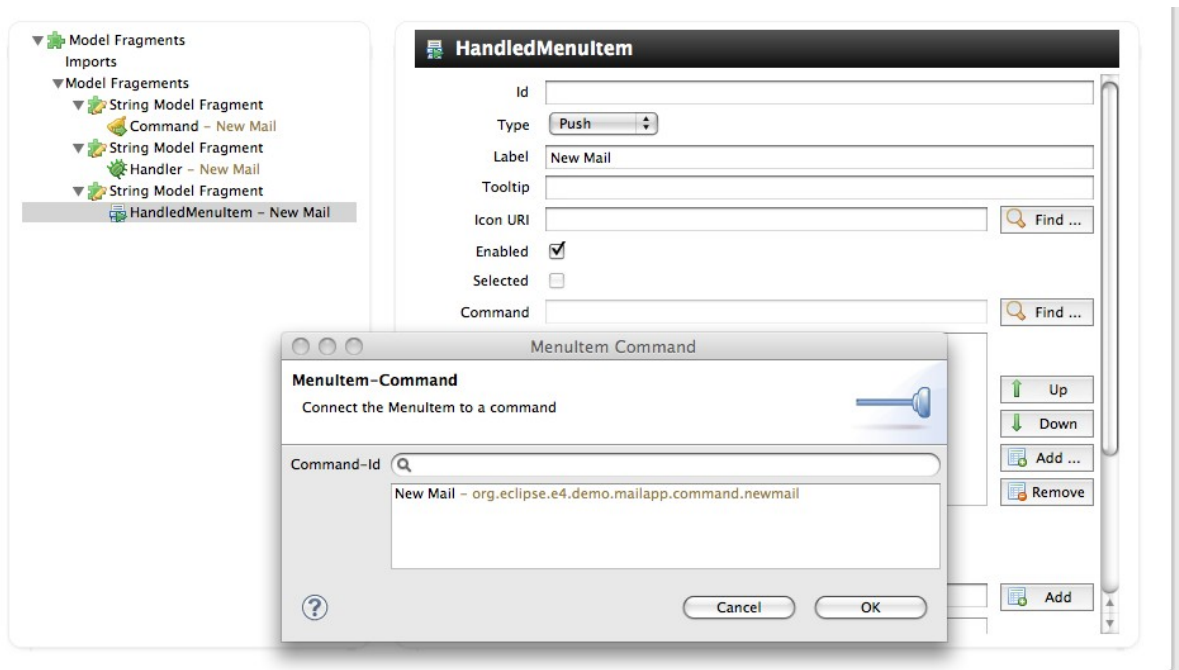 Model Fragments
Imports
Model Fragements
String Model Fragment
Command – New Mail
String Model Fragment
Handler – New Mail
String Model Fragment
HandledMenuItem – New Mail
HandledMenuItem
Id
Type Push
Label New Mail
Tooltip
Icon URI Find ...
Enabled
Selected
Command Find ...
Up
Down
Add ...
Remove
Add
MenuItem Command
MenuItem-Command
Connect the MenuItem to a command
Command-Id
New Mail – org.eclipse.e4.demo.mailapp.command.newmail
? Cancel OK